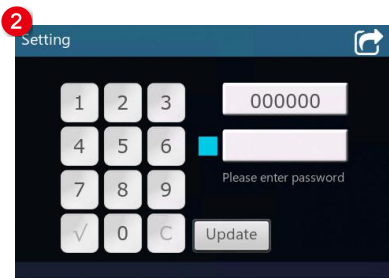 2
Setting
1 2 3 000000
4 5 6
7 8 9 Please enter password
√ 0 C Update